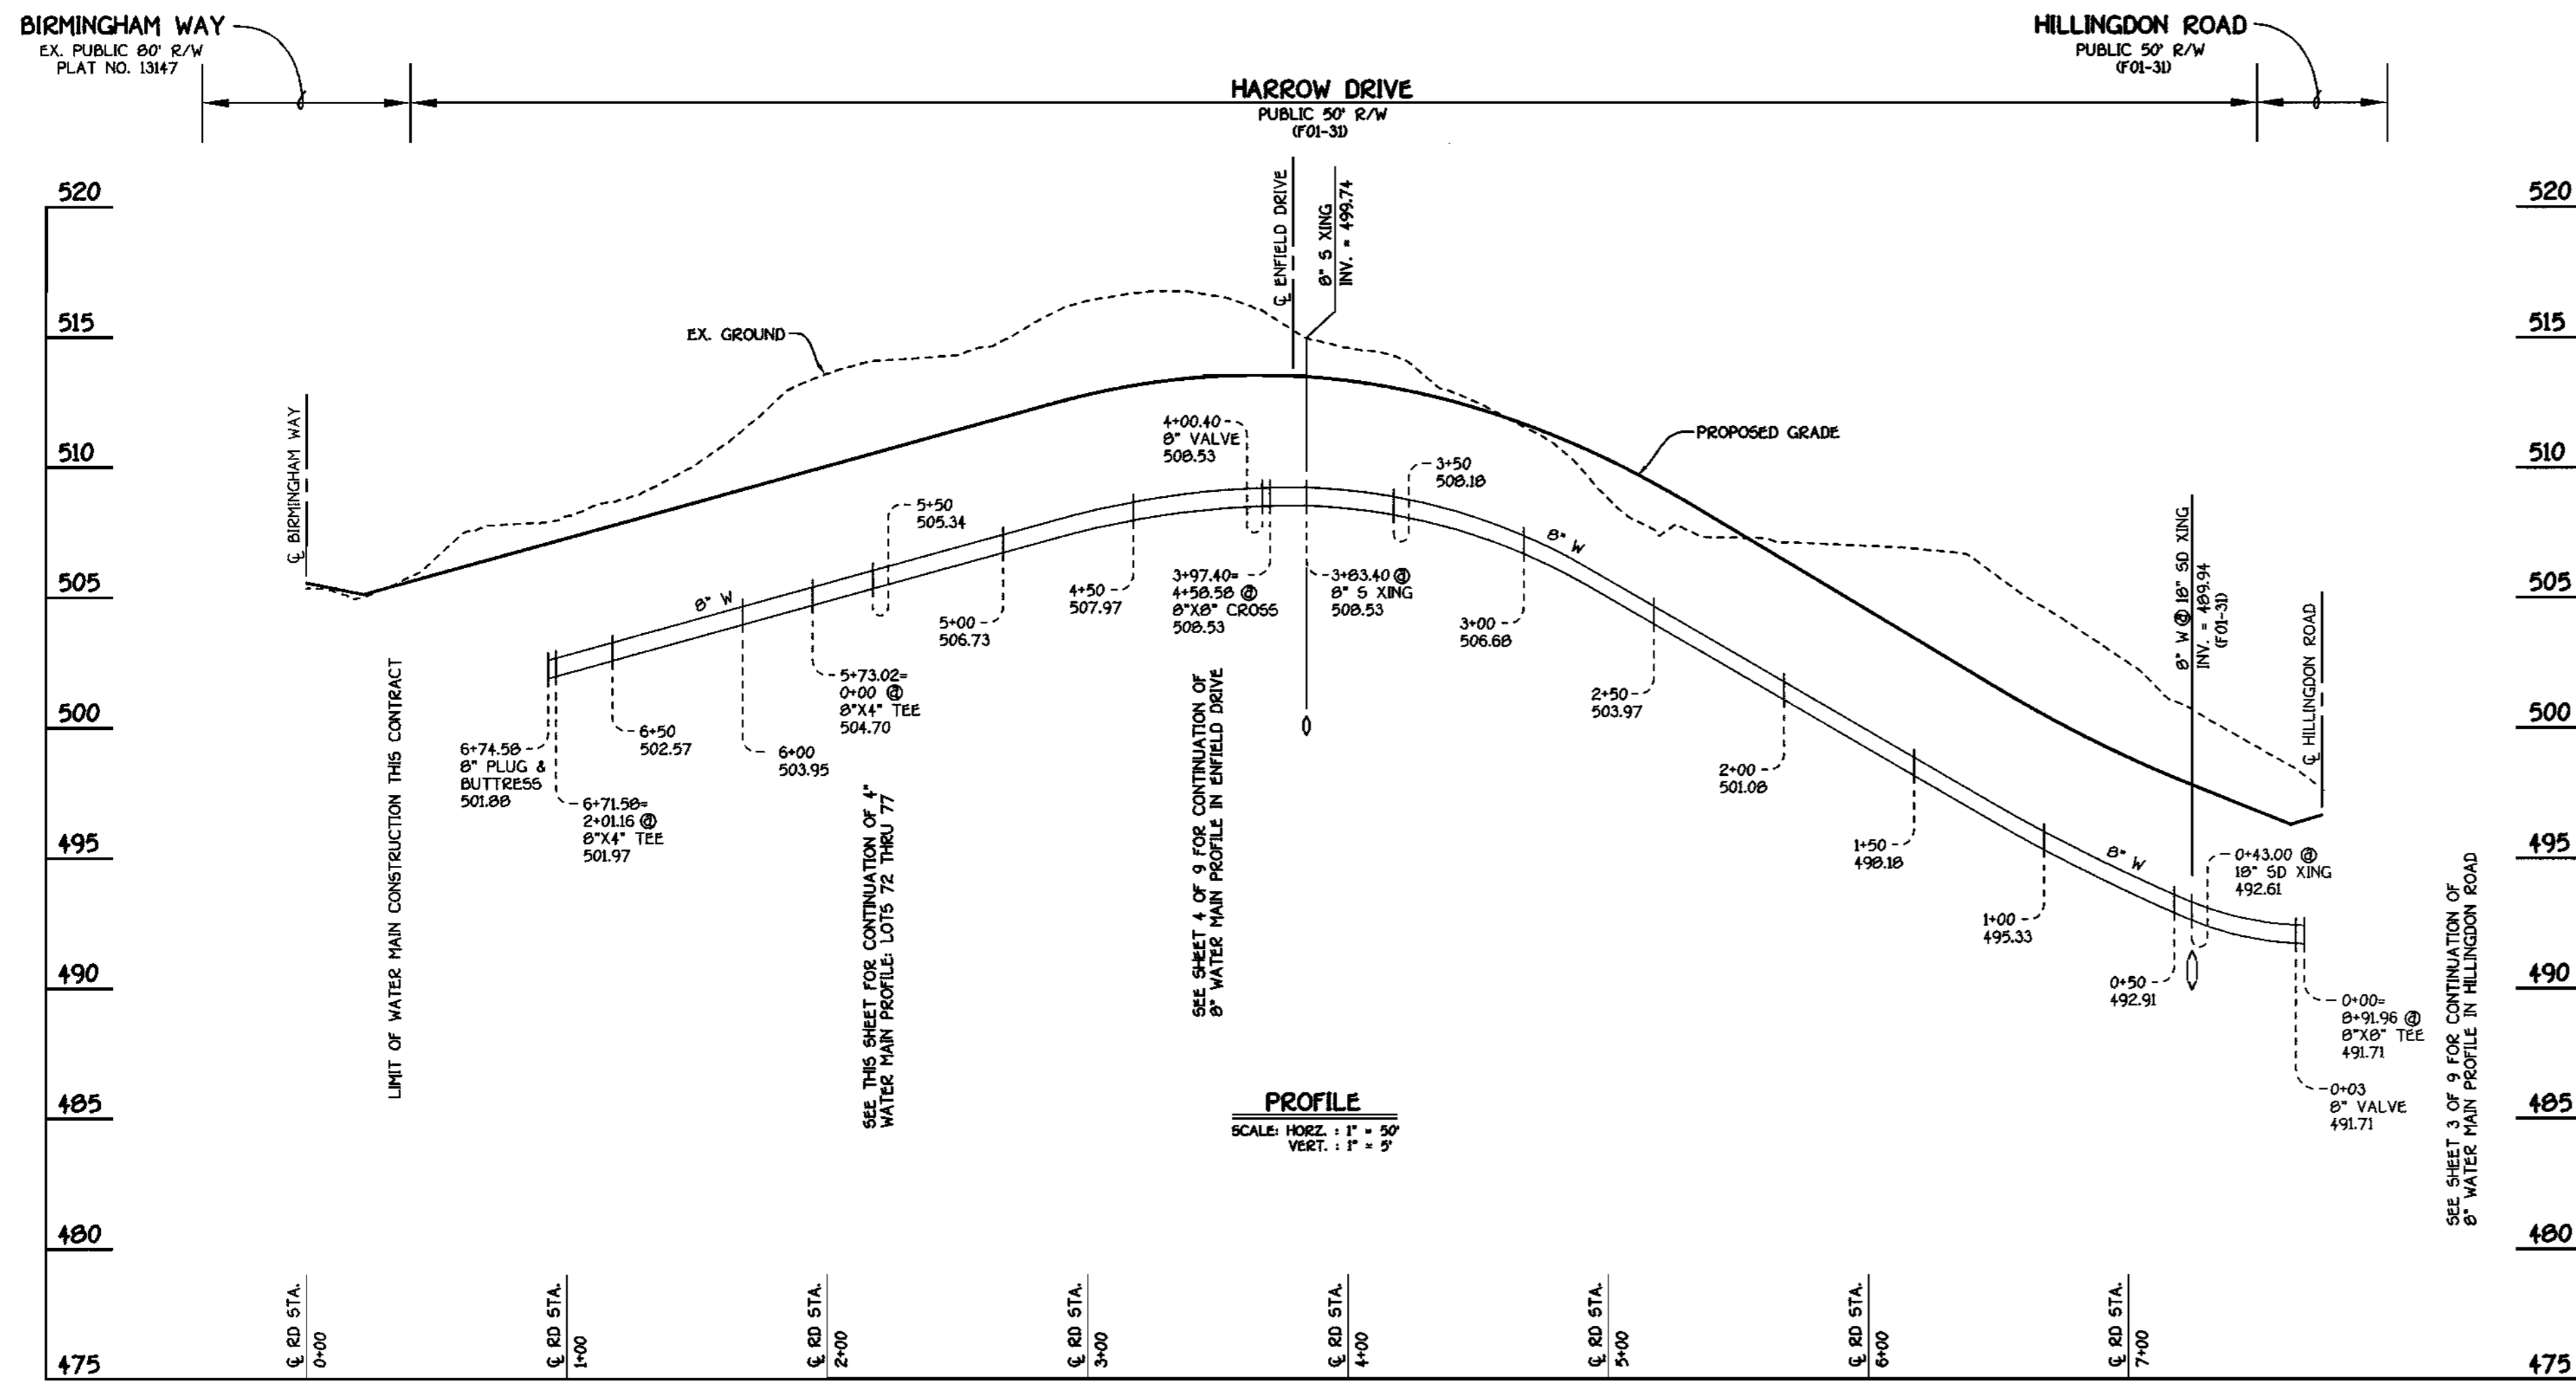 BIRMINGHAM WAY
EX. PUBLIC 80' R/W
PLAT NO. 13147
HILLINGDON ROAD
PUBLIC 50' R/W
(F01-31)
HARROW DRIVE
PUBLIC 50' R/W
(F01-31)
520
515
510
505
500
495
490
485
480
475
520
515
510
505
500
495
490
485
480
475
℄ BIRMINGHAM WAY
EX. GROUND
℄ ENFIELD DRIVE
8" S XING
INV. = 499.74
PROPOSED GRADE
8" W @ 18" SD XING
INV. = 489.94
(F01-31)
℄ HILLINGDON ROAD
8" W
8" W
8" W
LIMIT OF WATER MAIN CONSTRUCTION THIS CONTRACT
6+74.58
8" PLUG &
BUTTRESS
501.88
6+71.58=
2+01.16 @
8"X4" TEE
501.97
6+50
502.57
6+00
503.95
5+73.02=
0+00 @
8"X4" TEE
504.70
5+50
505.34
5+00
506.73
4+50
507.97
4+00.40
8" VALVE
508.53
3+97.40=
4+58.58 @
8"X8" CROSS
508.53
3+83.40 @
8" S XING
508.53
3+50
508.18
3+00
506.68
2+50
503.97
2+00
501.08
1+50
498.18
1+00
495.33
0+50
492.91
0+43.00 @
18" SD XING
492.61
0+00=
8+91.96 @
8"X8" TEE
491.71
0+03
8" VALVE
491.71
SEE THIS SHEET FOR CONTINUATION OF 4"
WATER MAIN PROFILE: LOTS 72 THRU 77
SEE SHEET 4 OF 9 FOR CONTINUATION OF
8" WATER MAIN PROFILE IN ENFIELD DRIVE
SEE SHEET 3 OF 9 FOR CONTINUATION OF
8" WATER MAIN PROFILE IN HILLINGDON ROAD
PROFILE
SCALE: HORZ. : 1" = 50'
VERT. : 1" = 5'
℄ RD STA.
0+00
℄ RD STA.
1+00
℄ RD STA.
2+00
℄ RD STA.
3+00
℄ RD STA.
4+00
℄ RD STA.
5+00
℄ RD STA.
6+00
℄ RD STA.
7+00